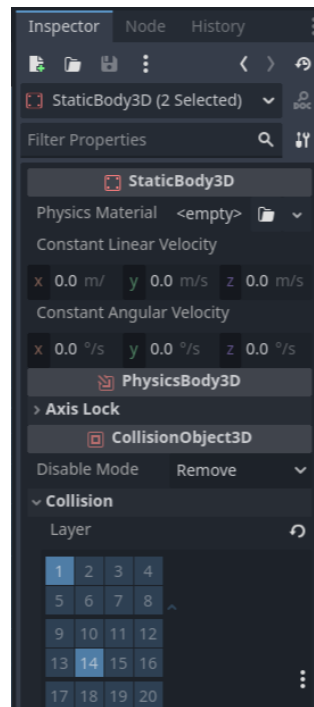 Inspector Node History
StaticBody3D (2 Selected)
DOC
Filter Properties
StaticBody3D
Physics Material <empty>
Constant Linear Velocity
x 0.0 m/ y 0.0 m/s z 0.0 m/s
Constant Angular Velocity
x 0.0 °/s y 0.0 °/s z 0.0 °/s
PhysicsBody3D
Axis Lock
CollisionObject3D
Disable Mode Remove
Collision
Layer
1 2 3 4
5 6 7 8
9 10 11 12
13 14 15 16
17 18 19 20